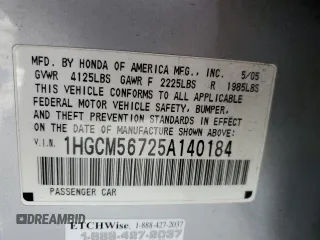 MFD. BY HONDA OF AMERICA MFG., INC. 5/05
GVWR 4125LBS GAWR F 2225LBS R 1985LBS
THIS VEHICLE CONFORMS TO ALL APPLICABLE
FEDERAL MOTOR VEHICLE SAFETY, BUMPER,
AND THEFT PREVENTION STANDARDS IN EFFECT
ON THE DATE OF MANUFACTURE SHOWN ABOVE.
V.I.N. 1HGCM56725A140184
PASSENGER CAR
ETCHWise. 1-888-427-2037
1-888-427-2037
DREAMBID